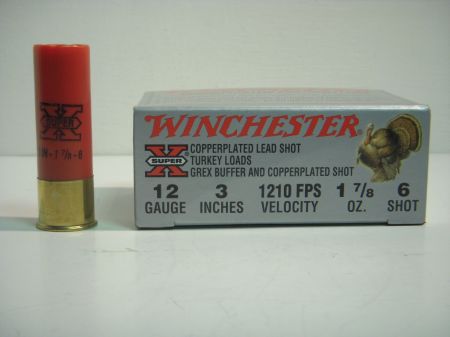 X
SUPER
3IN-1 7/8-6
WINCHESTER®
X
SUPER
COPPERPLATED LEAD SHOT
TURKEY LOADS
GREX BUFFER AND COPPERPLATED SHOT
12 3 1210 FPS 1 7/8 6
GAUGE INCHES VELOCITY OZ. SHOT